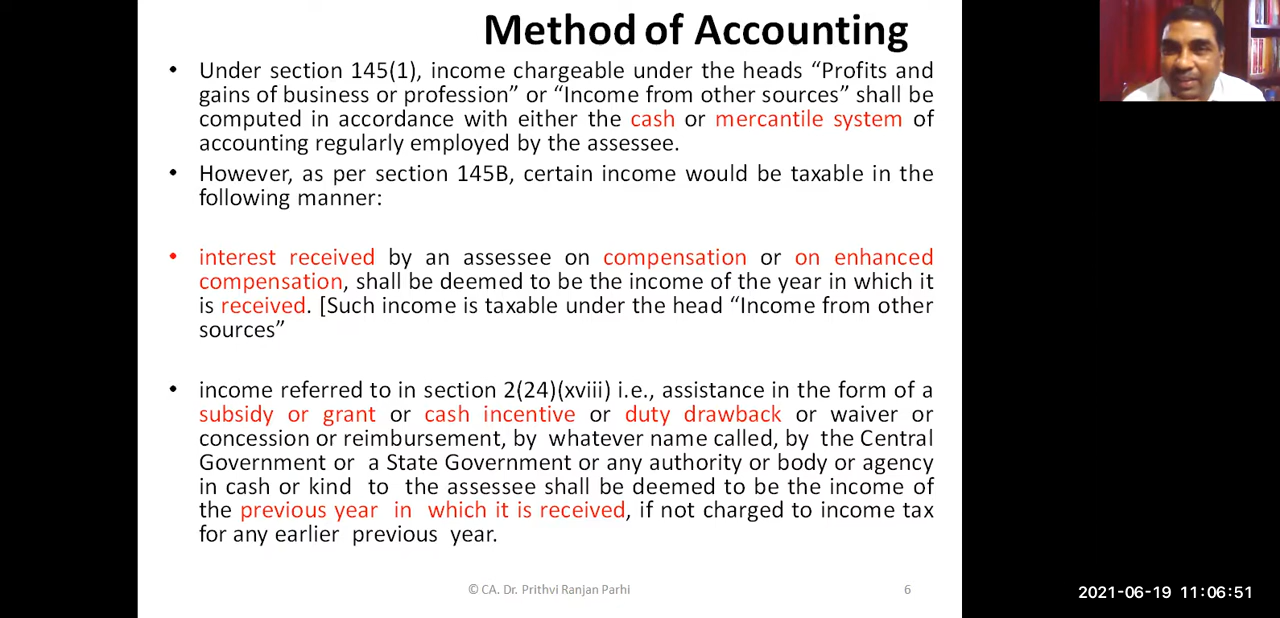 Method of Accounting
• Under section 145(1), income chargeable under the heads “Profits and
gains of business or profession” or “Income from other sources” shall be
computed in accordance with either the cash or mercantile system of
accounting regularly employed by the assessee.
• However, as per section 145B, certain income would be taxable in the
following manner:
• interest received by an assessee on compensation or on enhanced
compensation, shall be deemed to be the income of the year in which it
is received. [Such income is taxable under the head “Income from other
sources”
• income referred to in section 2(24)(xviii) i.e., assistance in the form of a
subsidy or grant or cash incentive or duty drawback or waiver or
concession or reimbursement, by whatever name called, by the Central
Government or a State Government or any authority or body or agency
in cash or kind to the assessee shall be deemed to be the income of
the previous year in which it is received, if not charged to income tax
for any earlier previous year.
© CA. Dr. Prithvi Ranjan Parhi
6
2021-06-19 11:06:51